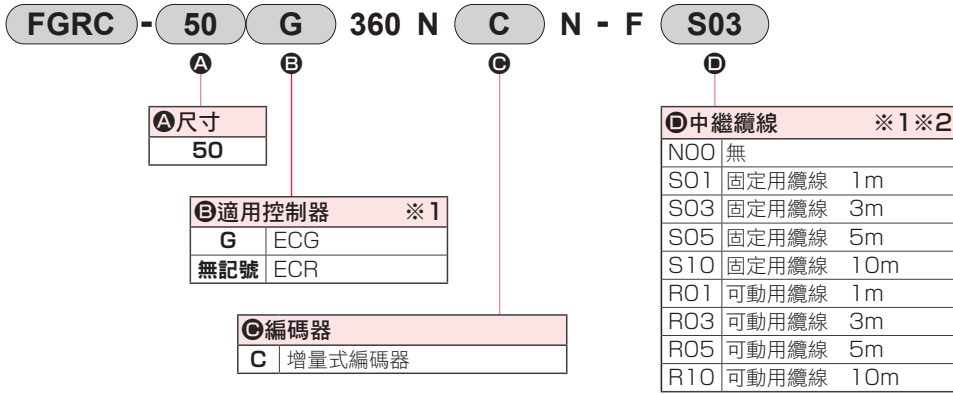 FGRC - 50 G 360 N C N - F S03
Ⓐ Ⓑ Ⓒ Ⓓ
Ⓐ尺寸
50
Ⓑ適用控制器 ※1
G ECG
無記號 ECR
Ⓒ編碼器
C 增量式編碼器
Ⓓ中繼纜線 ※1※2
N00 無
S01 固定用纜線 1m
S03 固定用纜線 3m
S05 固定用纜線 5m
S10 固定用纜線 10m
R01 可動用纜線 1m
R03 可動用纜線 3m
R05 可動用纜線 5m
R10 可動用纜線 10m